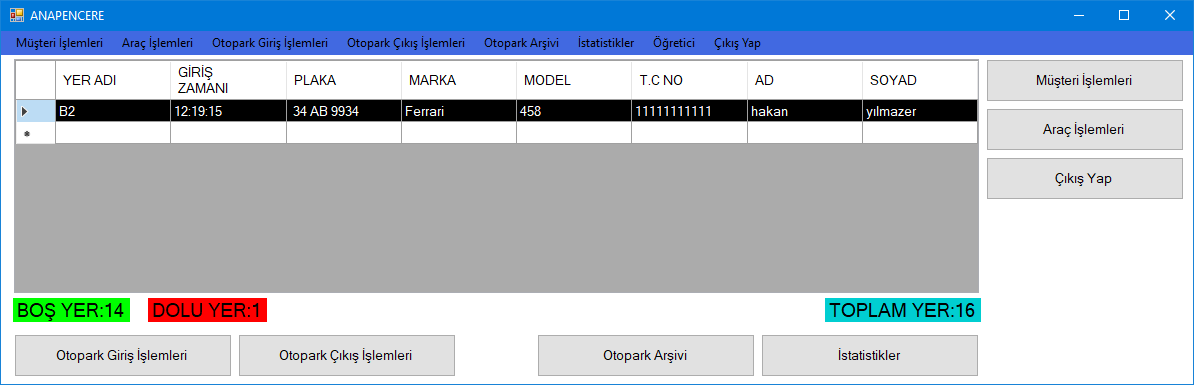 ANAPENCERE
Müşteri İşlemleri Araç İşlemleri Otopark Giriş İşlemleri Otopark Çıkış İşlemleri Otopark Arşivi İstatistikler Öğretici Çıkış Yap
YER ADI GİRİŞ ZAMANI PLAKA MARKA MODEL T.C NO AD SOYAD
B2 12:19:15 34 AB 9934 Ferrari 458 11111111111 hakan yılmazer
Müşteri İşlemleri
Araç İşlemleri
Çıkış Yap
BOŞ YER:14 DOLU YER:1 TOPLAM YER:16
Otopark Giriş İşlemleri Otopark Çıkış İşlemleri Otopark Arşivi İstatistikler